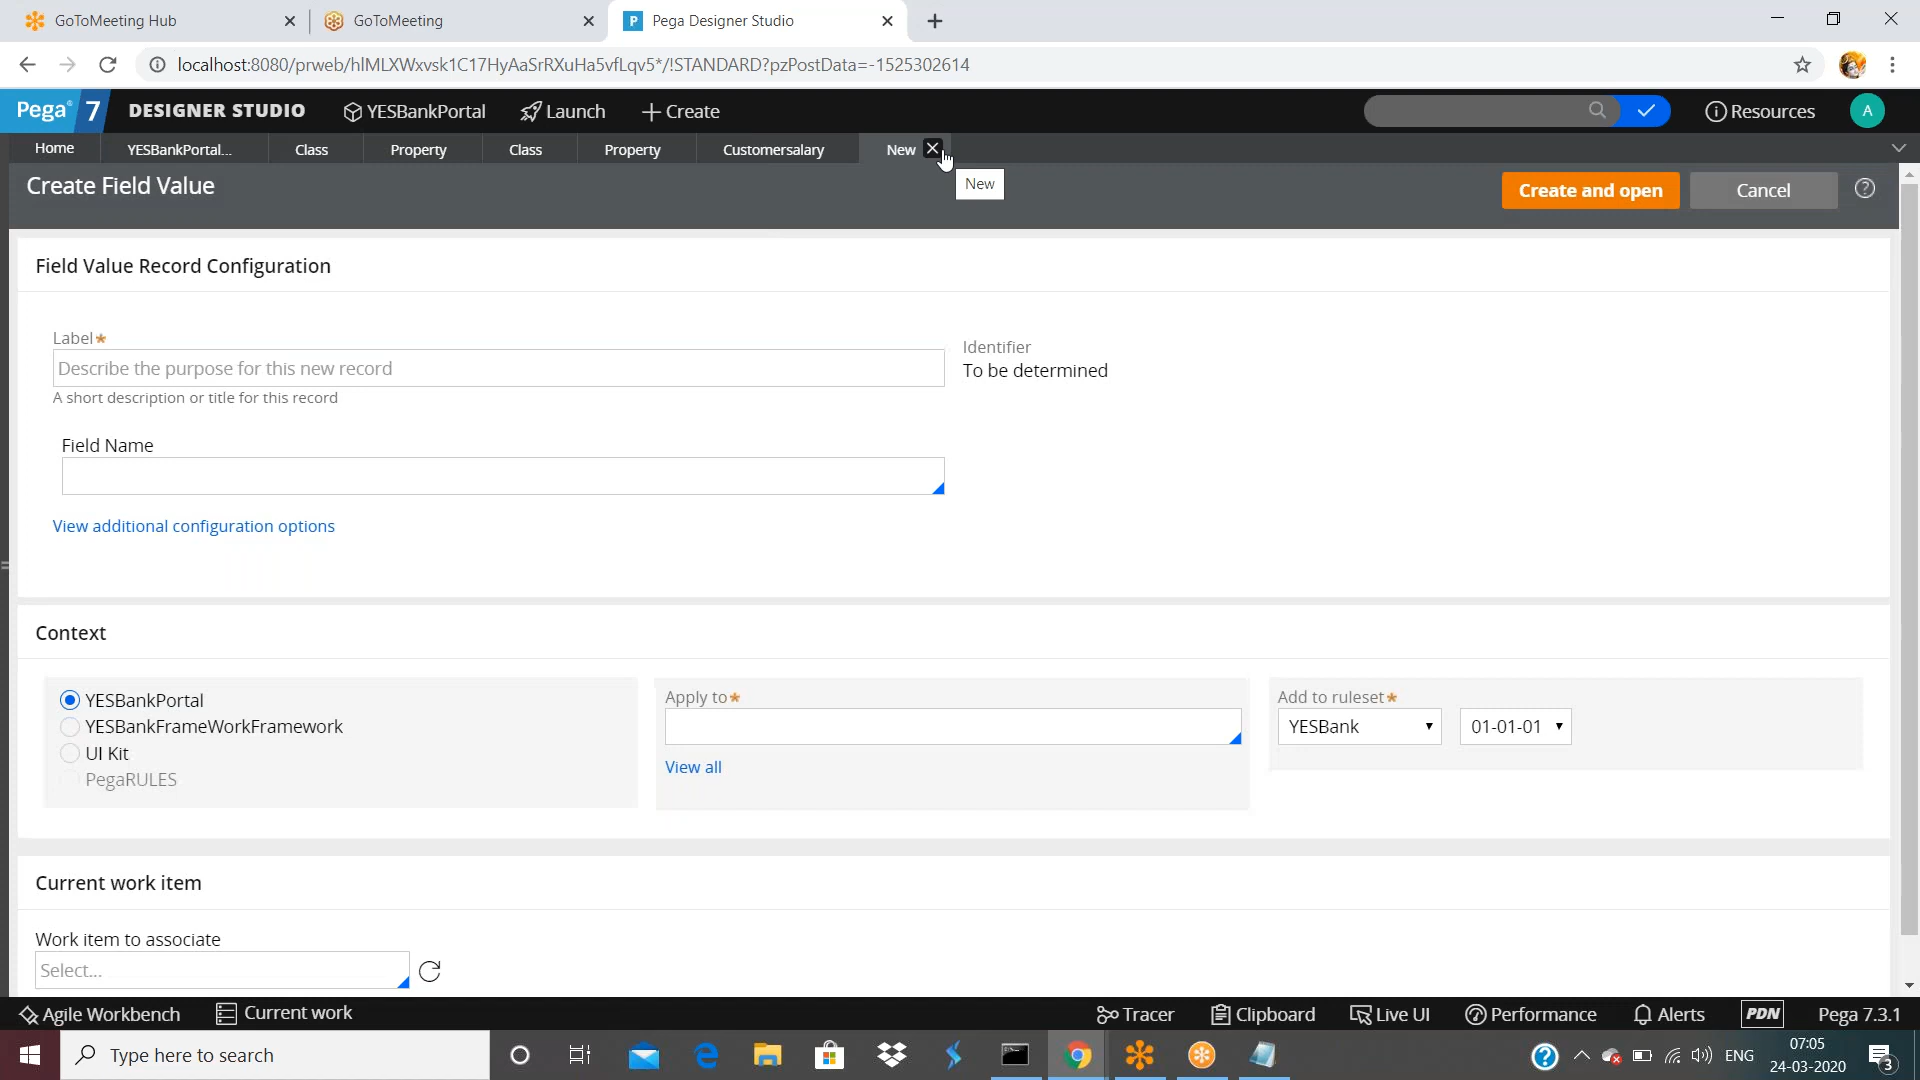 GoToMeeting Hub
GoToMeeting
Pega Designer Studio
localhost:8080/prweb/hIMLXWxvsk1C17HyAaSrRXuHa5vfLqv5*/!STANDARD?pzPostData=-1525302614
Pega 7 DESIGNER STUDIO YESBankPortal Launch Create Resources A
Home YESBankPortal... Class Property Class Property Customersalary New
New
Create Field Value
Create and open Cancel ?
Field Value Record Configuration
Label*
Describe the purpose for this new record
A short description or title for this record
Identifier
To be determined
Field Name
View additional configuration options
Context
YESBankPortal
YESBankFrameWorkFramework
UI Kit
PegaRULES
Apply to*
View all
Add to ruleset*
YESBank 01-01-01
Current work item
Work item to associate
Select...
Agile Workbench Current work Tracer Clipboard Live UI Performance Alerts PDN Pega 7.3.1
Type here to search
ENG
07:05
24-03-2020
3